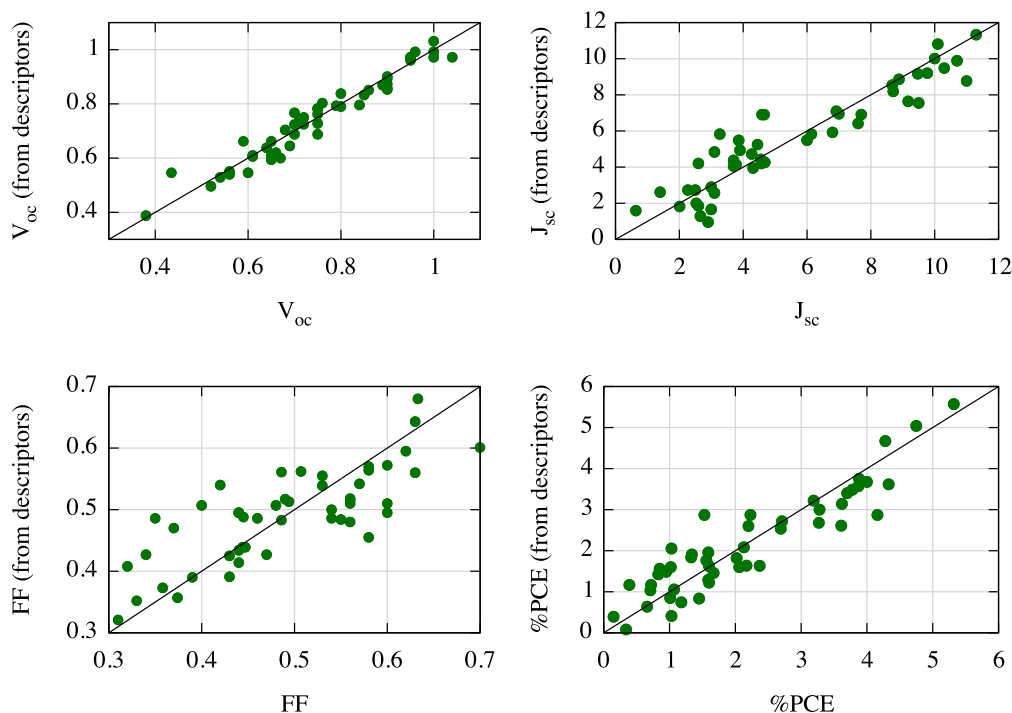 V_oc (from descriptors)
1
0.8
0.6
0.4
0.4 0.6 0.8 1
V_oc
J_sc (from descriptors)
12
10
8
6
4
2
0
0 2 4 6 8 10 12
J_sc
FF (from descriptors)
0.7
0.6
0.5
0.4
0.3
0.3 0.4 0.5 0.6 0.7
FF
%PCE (from descriptors)
6
5
4
3
2
1
0
0 1 2 3 4 5 6
%PCE